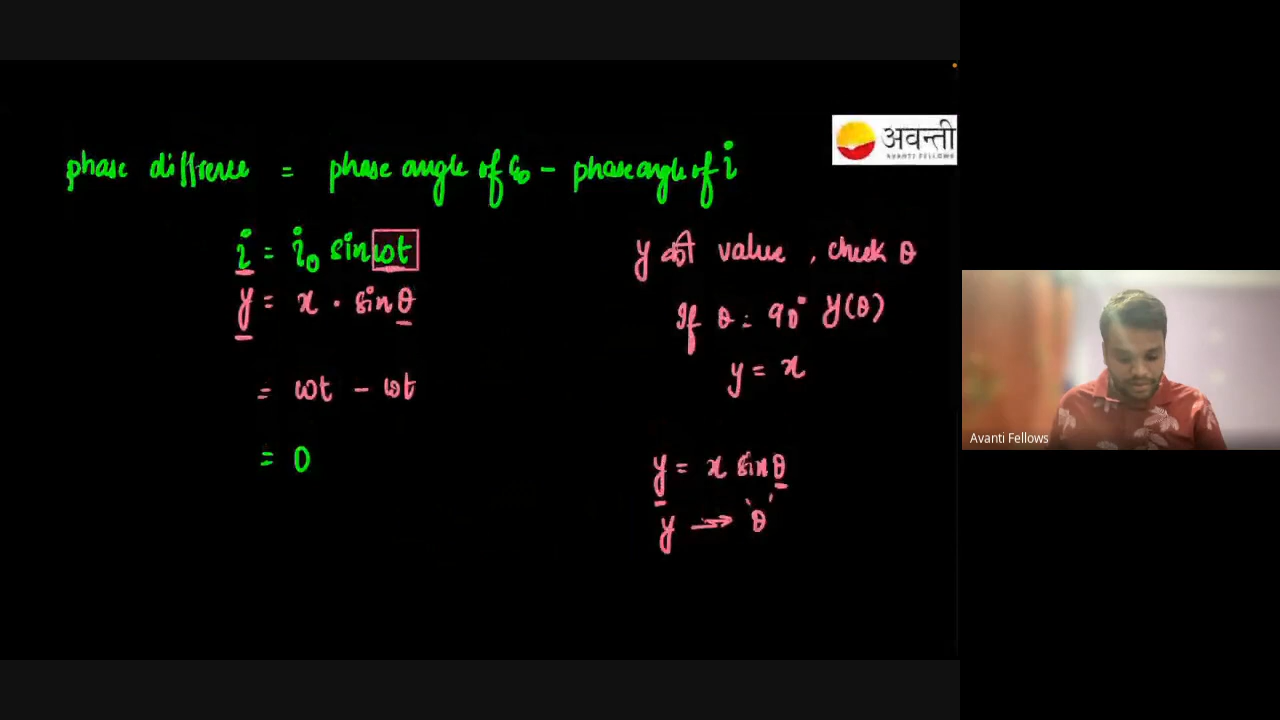 अवन्ती
AVANTI FELLOWS
phase difference = phase angle of ε₀ - phase angle of i
i = i₀ sin ωt
y = x · sin θ
= ωt - ωt
= 0
y की value , check θ
If θ = 90° y(θ)
y = x
y = x sin θ
y → 'θ'
Avanti Fellows